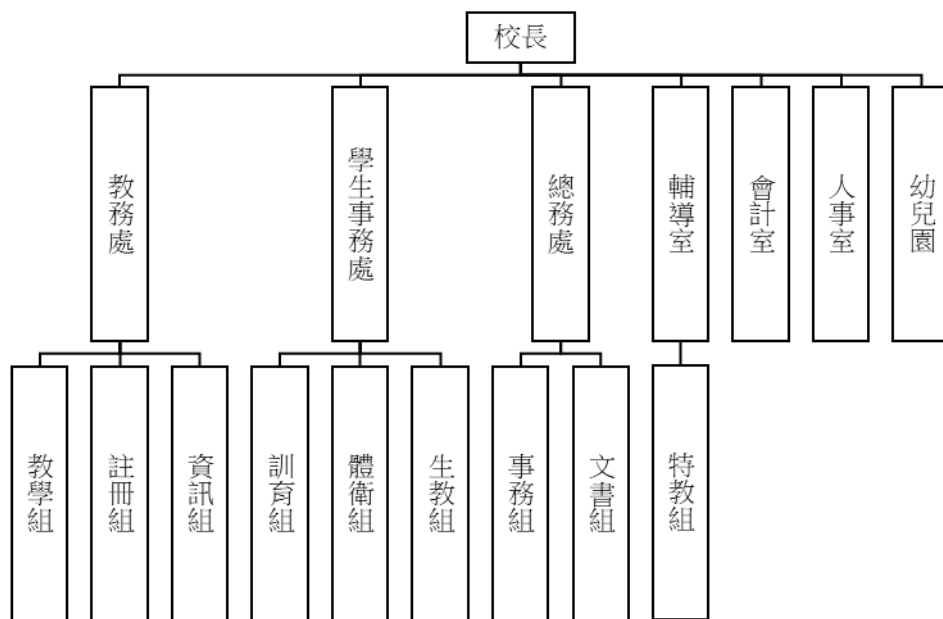 校長
教務處
學生事務處
總務處
輔導室
會計室
人事室
幼兒園
教學組
註冊組
資訊組
訓育組
體衛組
生教組
事務組
文書組
特教組